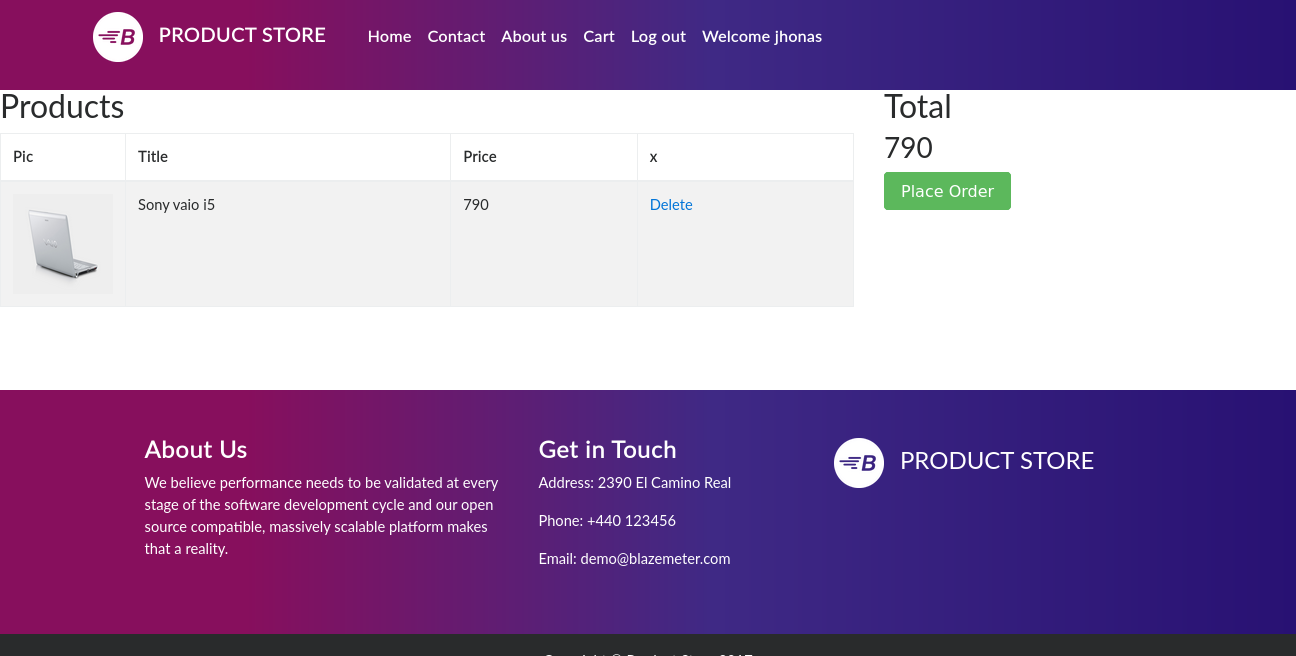 B PRODUCT STORE Home Contact About us Cart Log out Welcome jhonas
Products
Pic Title Price x
Sony vaio i5 790 Delete
Total
790
Place Order
About Us
We believe performance needs to be validated at every
stage of the software development cycle and our open
source compatible, massively scalable platform makes
that a reality.
Get in Touch
Address: 2390 El Camino Real
Phone: +440 123456
Email: demo@blazemeter.com
B PRODUCT STORE